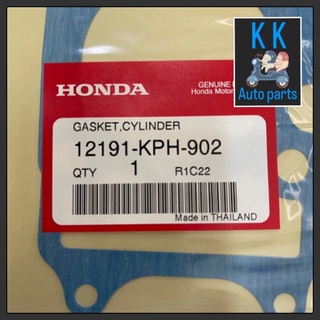 K K
Auto parts
HONDA
GENUINE
Honda Motor
GASKET,CYLINDER
12191-KPH-902
QTY 1 R1C22
Made in THAILAND